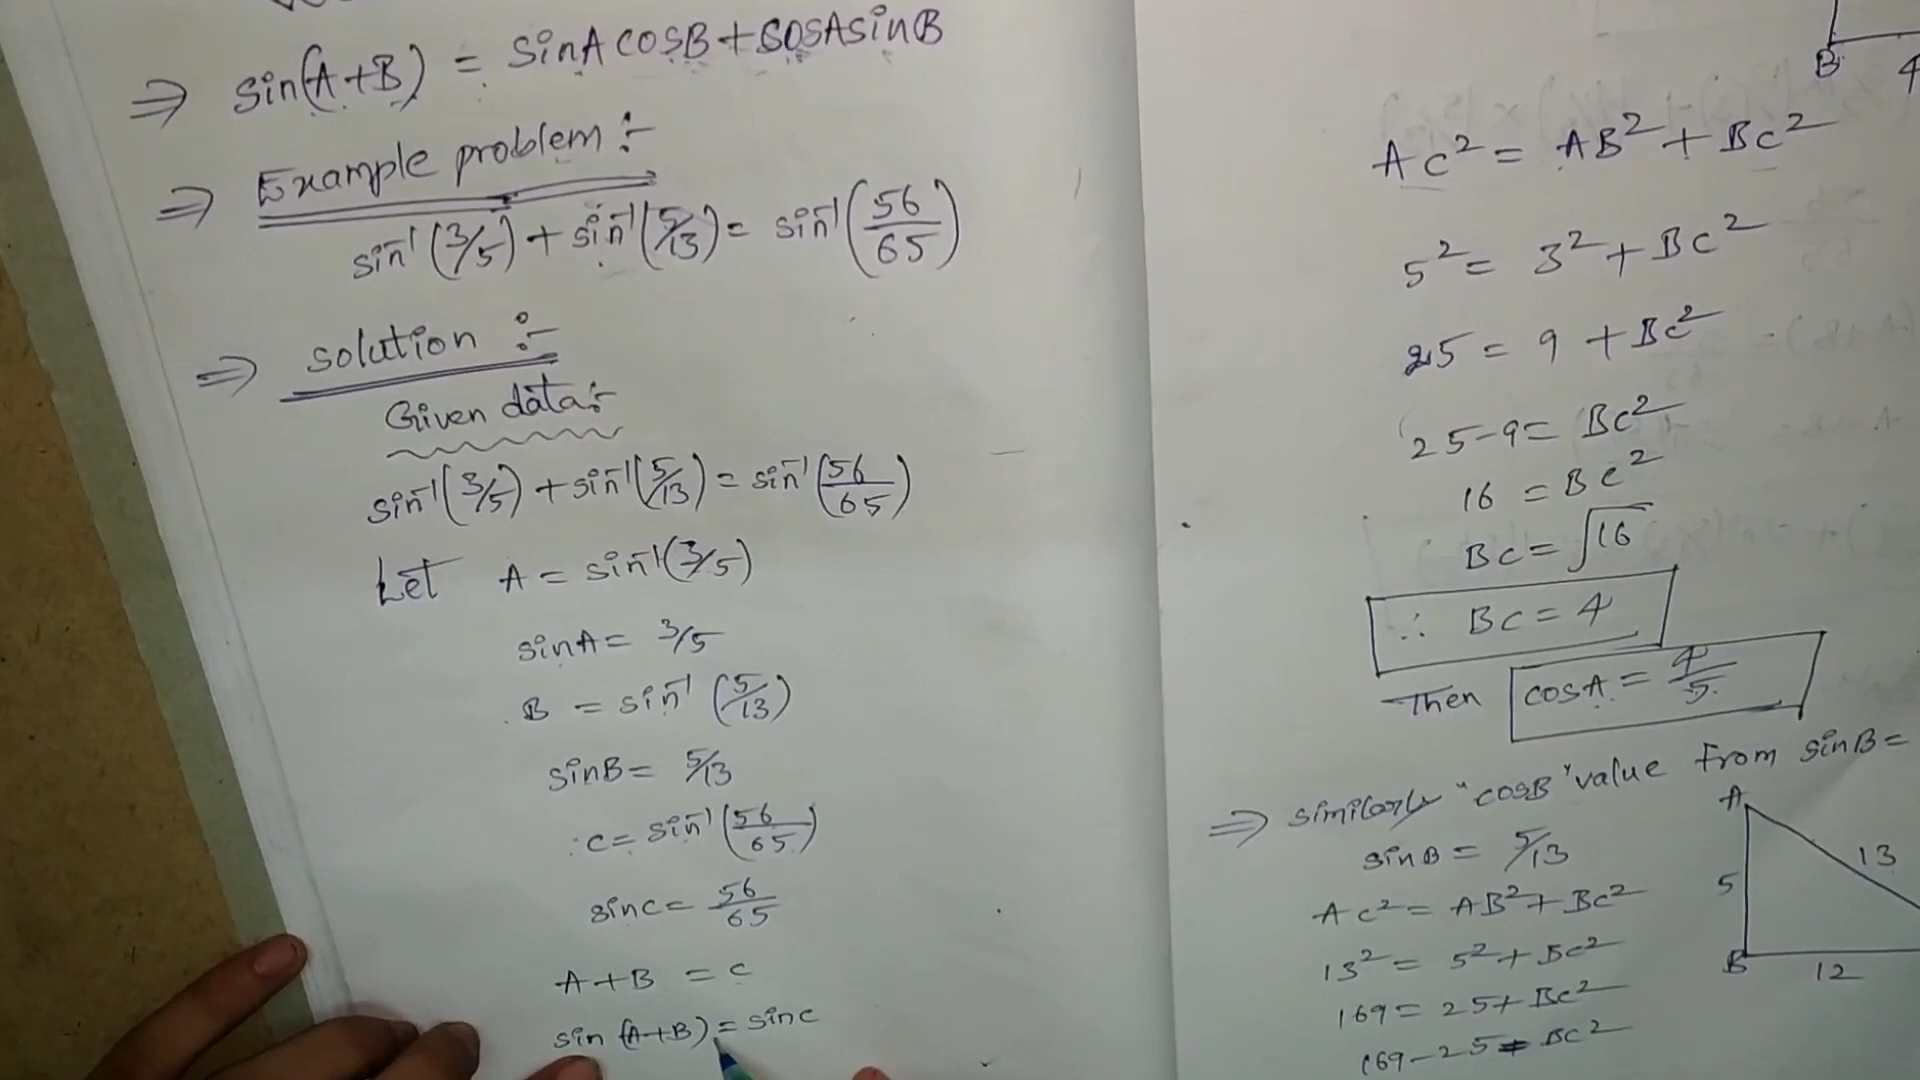 ⇒ sin(A+B) = sinA cosB + cosA sinB
⇒ Example problem :-
sin⁻¹(3/5) + sin⁻¹(5/13) = sin⁻¹(56/65)
⇒ solution :-
Given data :-
sin⁻¹(3/5) + sin⁻¹(5/13) = sin⁻¹(56/65)
Let A = sin⁻¹(3/5)
sinA = 3/5
B = sin⁻¹(5/13)
sinB = 5/13
C = sin⁻¹(56/65)
sinc = 56/65
A+B = c
sin (A+B) = sinc
B 4
AC² = AB² + BC²
5² = 3² + BC²
25 = 9 + BC²
25-9 = BC²
16 = BC²
BC = √16
∴ BC = 4
Then cosA = 4/5
⇒ similarly "cosB" value from sinB =
sinB = 5/13
AC² = AB² + BC²
13² = 5² + BC²
169 = 25 + BC²
169-25 = BC²
A
13
5
B 12